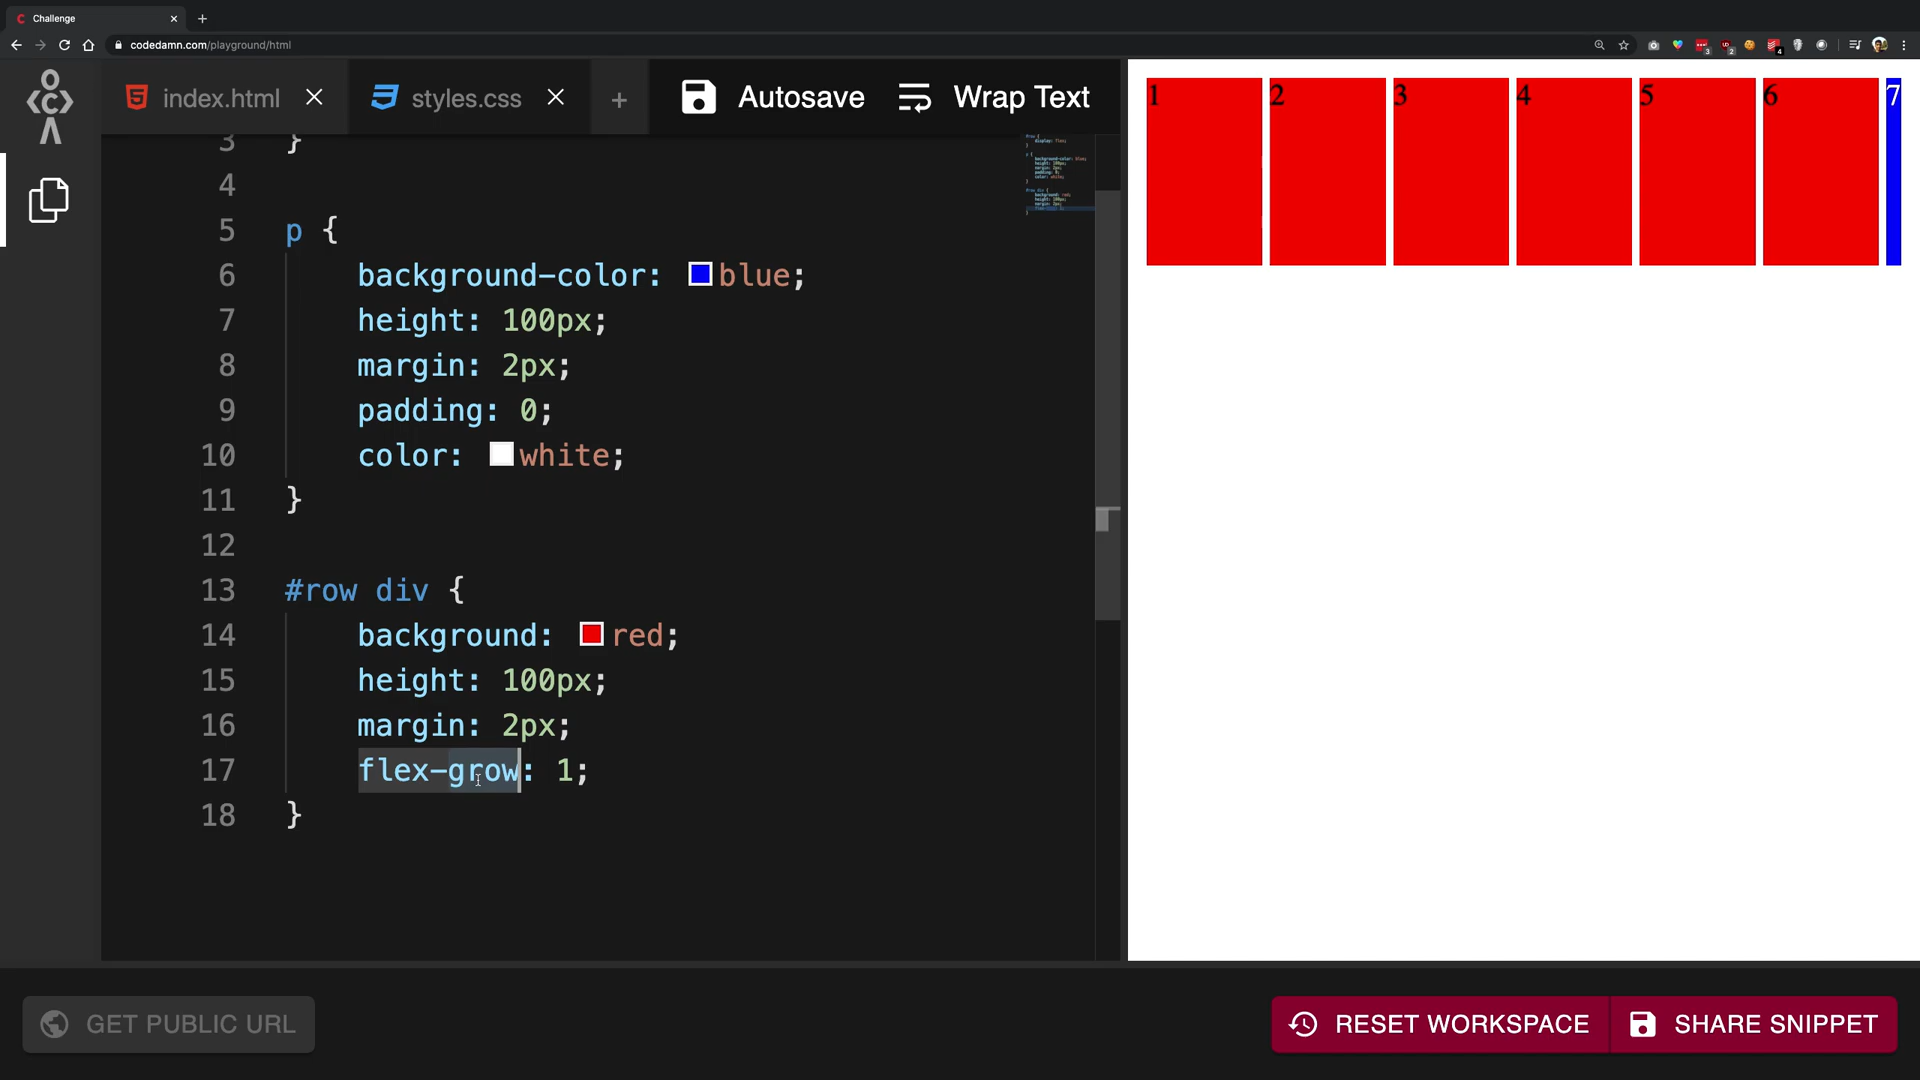 Challenge
codedamn.com/playground/html
3 2 4
index.html
styles.css
Autosave
Wrap Text
3 }
4
5 p {
6 background-color: blue;
7 height: 100px;
8 margin: 2px;
9 padding: 0;
10 color: white;
11 }
12
13 #row div {
14 background: red;
15 height: 100px;
16 margin: 2px;
17 flex-grow: 1;
18 }
1 2 3 4 5 6 7
GET PUBLIC URL
RESET WORKSPACE
SHARE SNIPPET